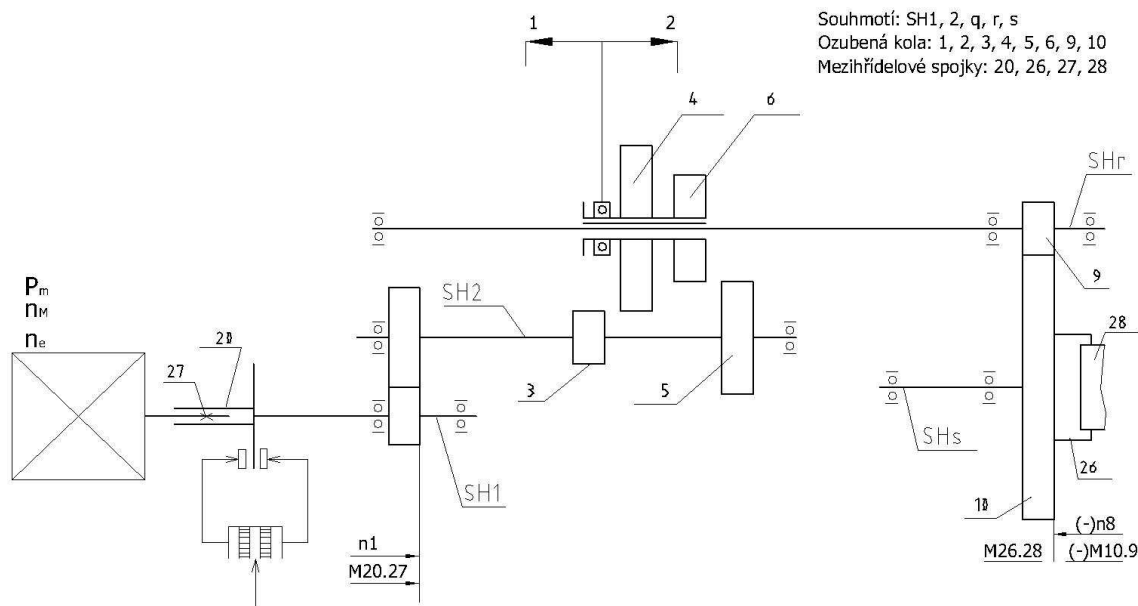 1 2
Souhmotí: SH1, 2, q, r, s
Ozubená kola: 1, 2, 3, 4, 5, 6, 9, 10
Mezihřídelové spojky: 20, 26, 27, 28
4 6
SHr
9
Pm
nM
ne
SH2
20
28
27
3 5
SHs
26
SH1
10
n1
(-)n8
M20.27
M26.28
(-)M10.9